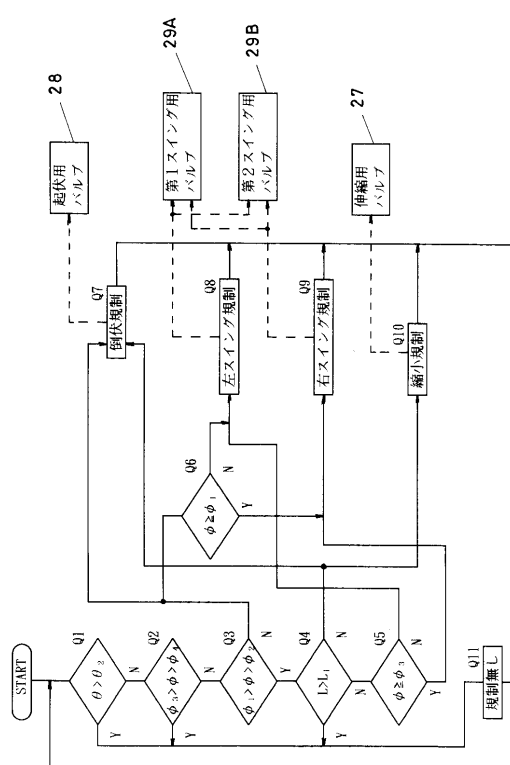 START
Q1
θ>θ₂
Y
N
Q2
φ₃>φ>φ₄
Y
N
Q3
φ₁>φ>φ₂
Y
N
Q4
L>L₁
Y
N
N
Q5
φ≧φ₃
Y
N
Q11
規制無し
Q6
φ≧φ₁
Y
N
Q7
倒伏規制
Q8
左スイング規制
Q9
右スイング規制
Q10
縮小規制
起伏用
バルブ
28
第1スイング用
バルブ
29A
第2スイング用
バルブ
29B
伸縮用
バルブ
27